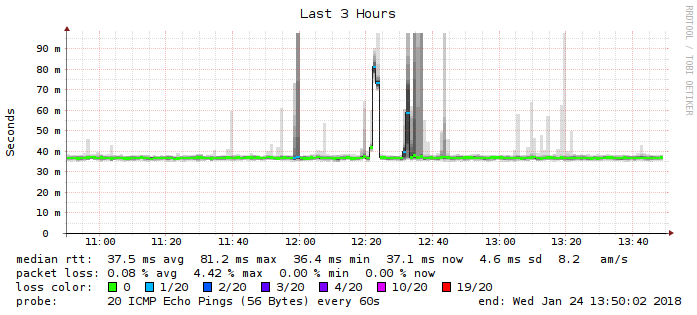 Last 3 Hours
RRDTOOL / TOBI OETIKER
Seconds
90 m
80 m
70 m
60 m
50 m
40 m
30 m
20 m
10 m
0
11:00 11:20 11:40 12:00 12:20 12:40 13:00 13:20 13:40
median rtt: 37.5 ms avg 81.2 ms max 36.4 ms min 37.1 ms now 4.6 ms sd 8.2 am/s
packet loss: 0.08 % avg 4.42 % max 0.00 % min 0.00 % now
loss color: 0 1/20 2/20 3/20 4/20 10/20 19/20
probe: 20 ICMP Echo Pings (56 Bytes) every 60s end: Wed Jan 24 13:50:02 2018